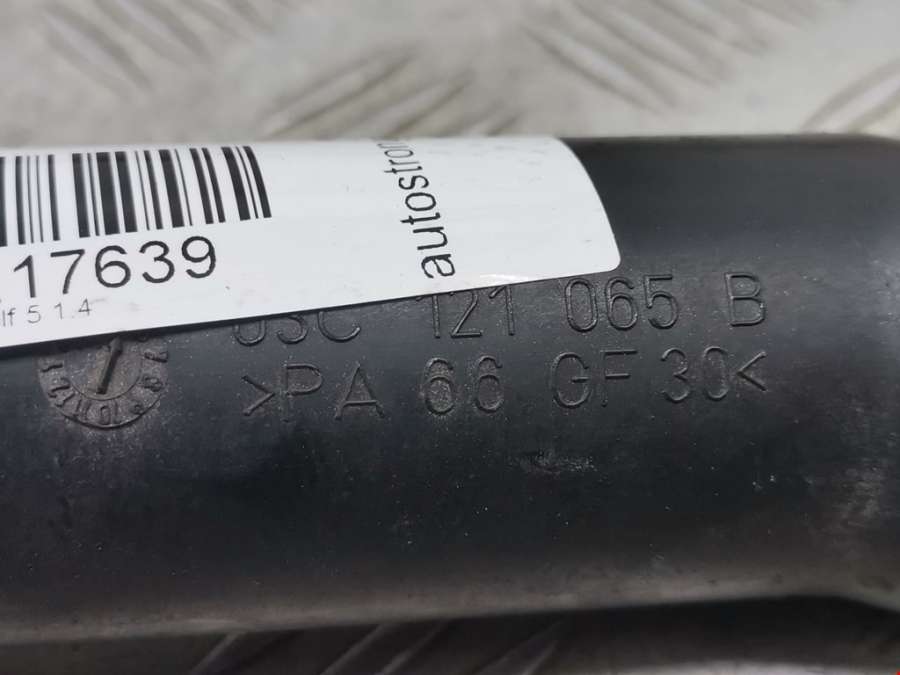 17639
lf 5 1.4
autostron
03C 121 065 B
>PA 66 GF 30<